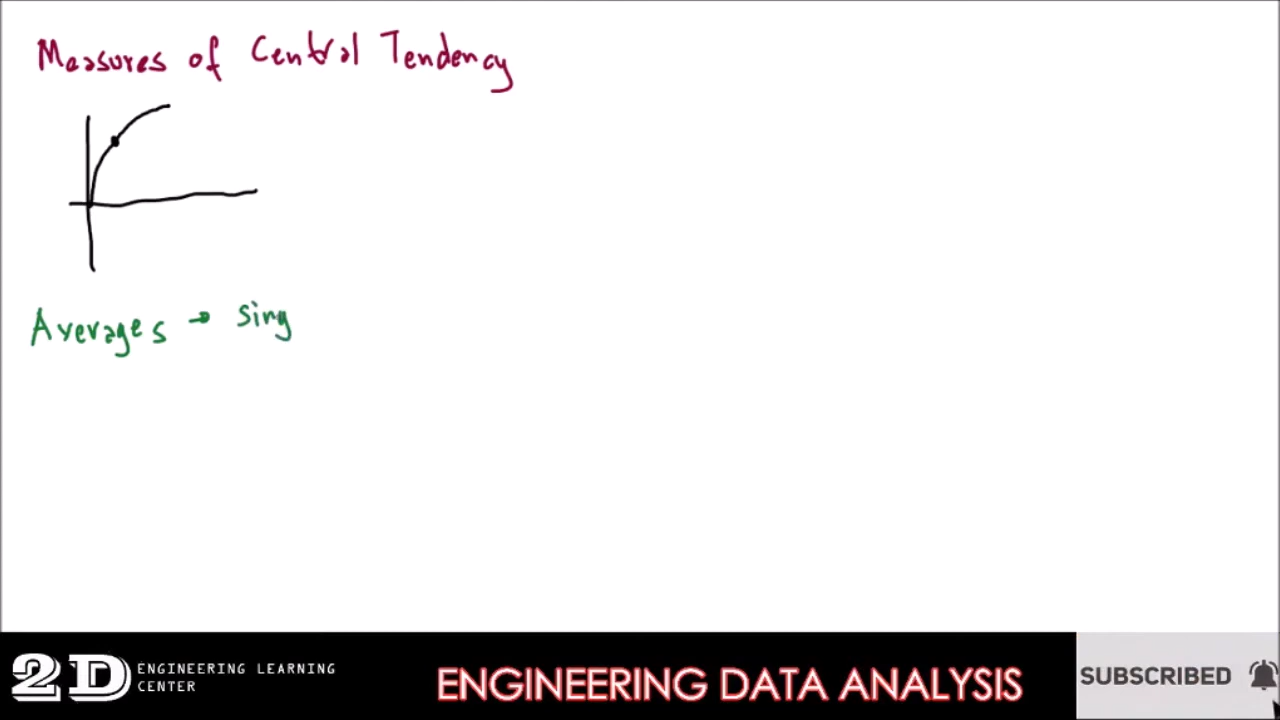 Measures of Central Tendency
Averages → sing
2D ENGINEERING LEARNING
CENTER
ENGINEERING DATA ANALYSIS
SUBSCRIBED